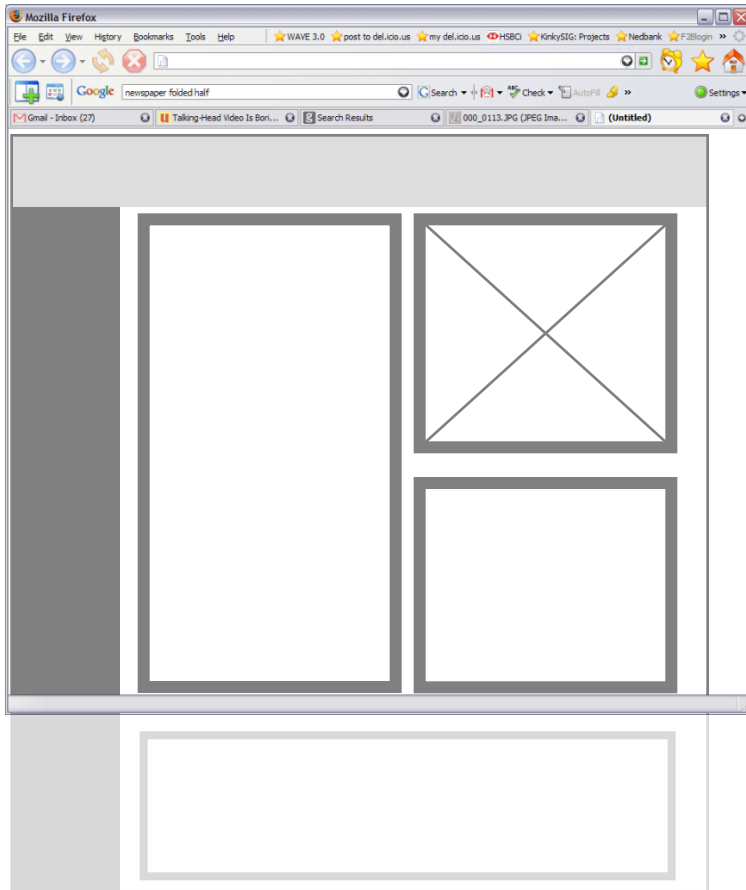 Mozilla Firefox
File Edit View History Bookmarks Tools Help WAVE 3.0 post to del.icio.us my del.icio.us HSBC KinkySIG: Projects Nedbank F2Blogin »
Google newspaper folded half Search ABC Check AutoFill » Settings
Gmail - Inbox (27) Talking-Head Video Is Bori... Search Results 000_0113.JPG (JPEG Ima... (Untitled)